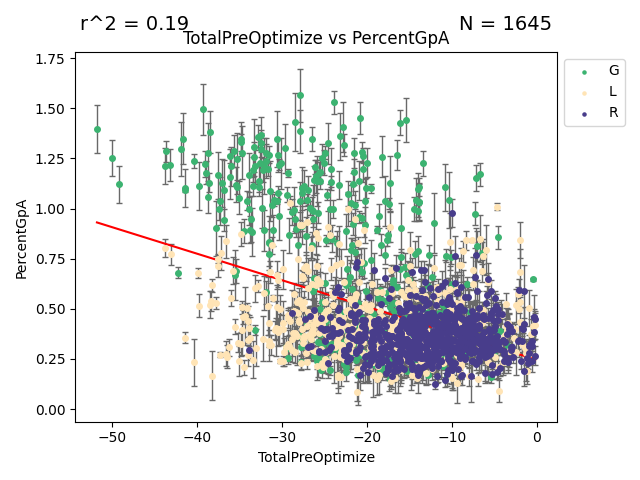 r^2 = 0.19
N = 1645
TotalPreOptimize vs PercentGpA
1.75
1.50
1.25
1.00
0.75
0.50
0.25
0.00
PercentGpA
−50
−40
−30
−20
−10
0
TotalPreOptimize
G
L
R